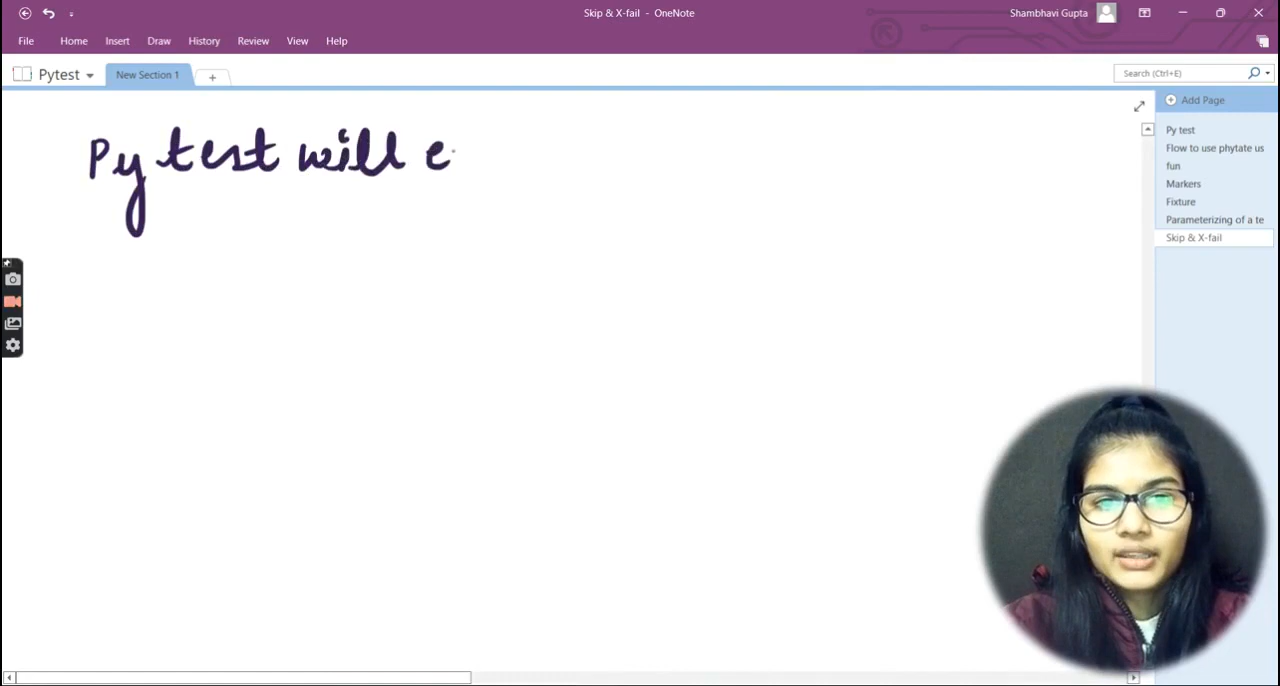 Skip & X-fail - OneNote
Shambhavi Gupta
File Home Insert Draw History Review View Help
Pytest
New Section 1
+
Search (Ctrl+E)
Add Page
Py test
Flow to use phytate us
fun
Markers
Fixture
Parameterizing of a te
Skip & X-fail
Py test will e